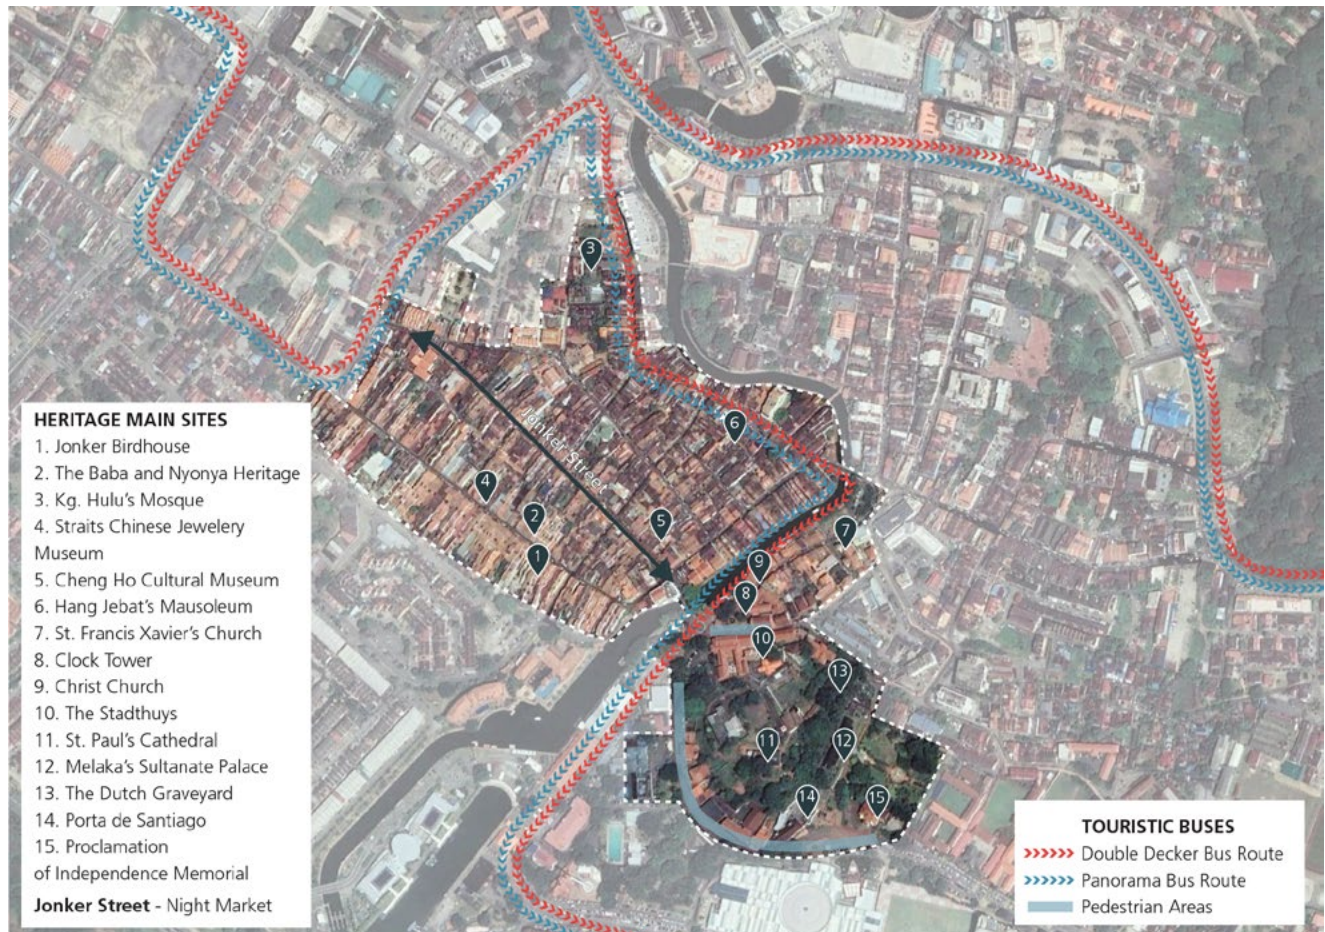 3
Jonker Street
6
4
2
5
1
7
9
8
10
13
11
12
14
15
HERITAGE MAIN SITES
1. Jonker Birdhouse
2. The Baba and Nyonya Heritage
3. Kg. Hulu's Mosque
4. Straits Chinese Jewelery
Museum
5. Cheng Ho Cultural Museum
6. Hang Jebat's Mausoleum
7. St. Francis Xavier's Church
8. Clock Tower
9. Christ Church
10. The Stadthuys
11. St. Paul's Cathedral
12. Melaka's Sultanate Palace
13. The Dutch Graveyard
14. Porta de Santiago
15. Proclamation
of Independence Memorial
Jonker Street - Night Market
TOURISTIC BUSES
Double Decker Bus Route
Panorama Bus Route
Pedestrian Areas